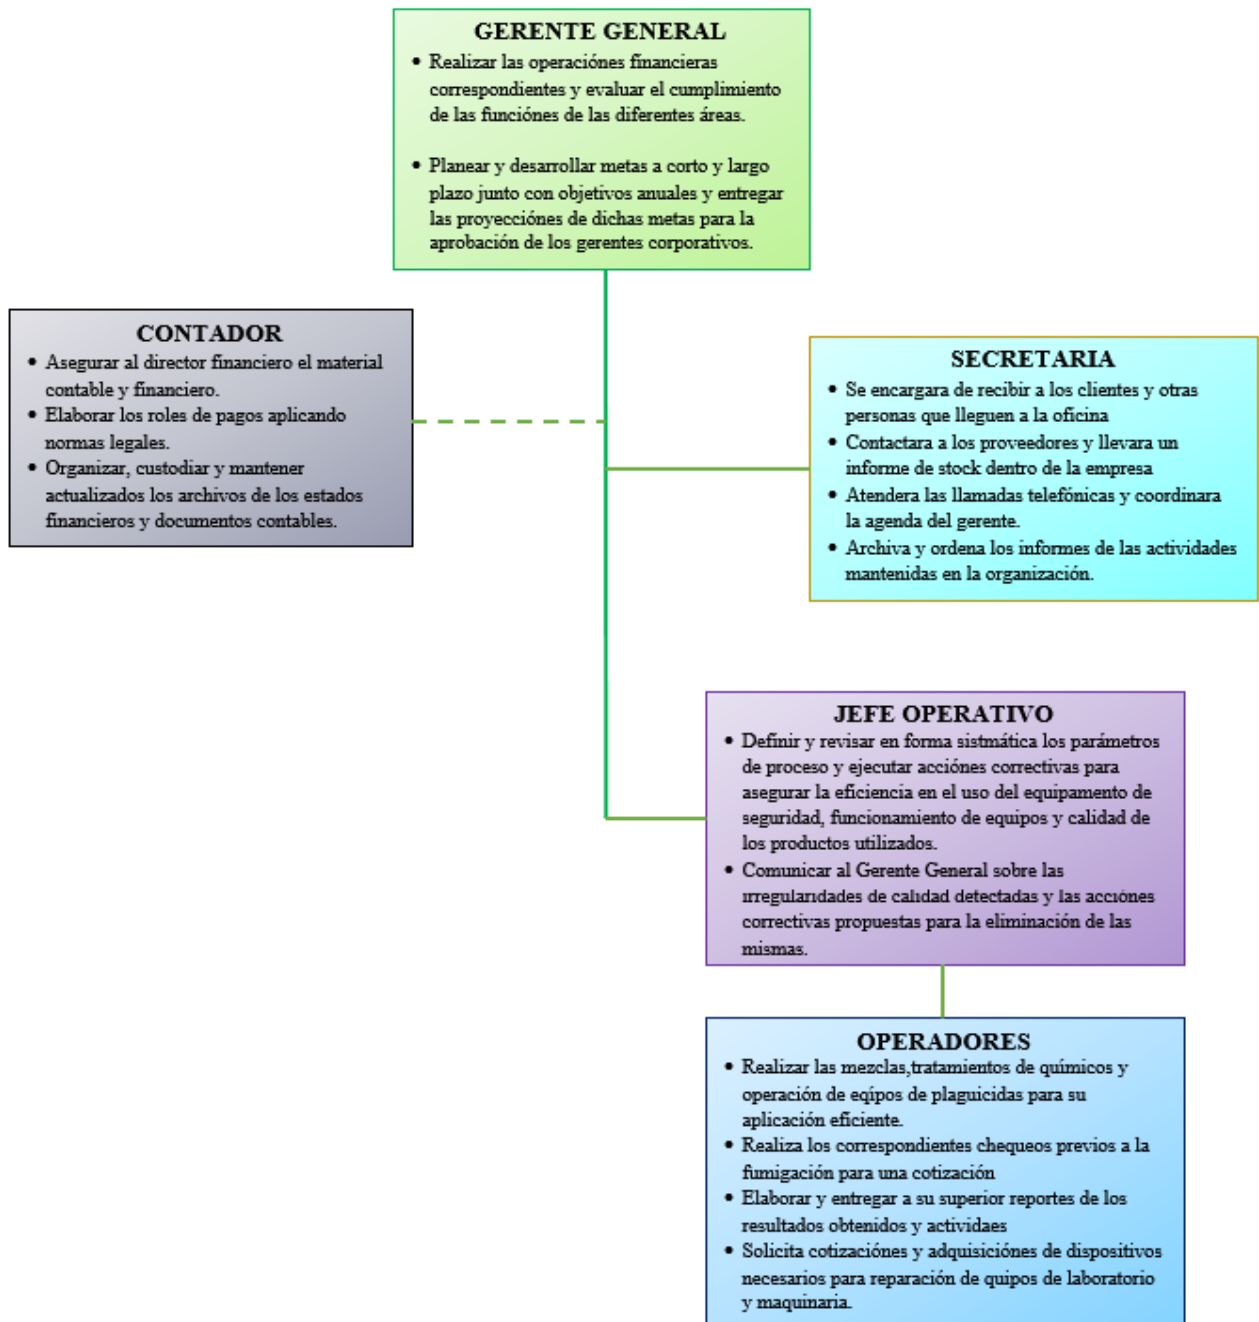 GERENTE GENERAL
• Realizar las operaciónes financieras
correspondientes y evaluar el cumplimiento
de las funciónes de las diferentes áreas.
• Planear y desarrollar metas a corto y largo
plazo junto con objetivos anuales y entregar
las proyecciónes de dichas metas para la
aprobación de los gerentes corporativos.
CONTADOR
• Asegurar al director financiero el material
contable y financiero.
• Elaborar los roles de pagos aplicando
normas legales.
• Organizar, custodiar y mantener
actualizados los archivos de los estados
financieros y documentos contables.
SECRETARIA
• Se encargara de recibir a los clientes y otras
personas que lleguen a la oficina
• Contactara a los proveedores y llevara un
informe de stock dentro de la empresa
• Atendera las llamadas telefónicas y coordinara
la agenda del gerente.
• Archiva y ordena los informes de las actividades
mantenidas en la organización.
JEFE OPERATIVO
• Definir y revisar en forma sistmática los parámetros
de proceso y ejecutar acciónes correctivas para
asegurar la eficiencia en el uso del equipamento de
seguridad, funcionamiento de equipos y calidad de
los productos utilizados.
• Comunicar al Gerente General sobre las
irregularidades de calidad detectadas y las acciónes
correctivas propuestas para la eliminación de las
mismas.
OPERADORES
• Realizar las mezclas,tratamientos de químicos y
operación de eqípos de plaguicidas para su
aplicación eficiente.
• Realiza los correspondientes chequeos previos a la
fumigación para una cotización
• Elaborar y entregar a su superior reportes de los
resultados obtenidos y actividaes
• Solicita cotizaciónes y adquisiciónes de dispositivos
necesarios para reparación de quipos de laboratorio
y maquinaria.